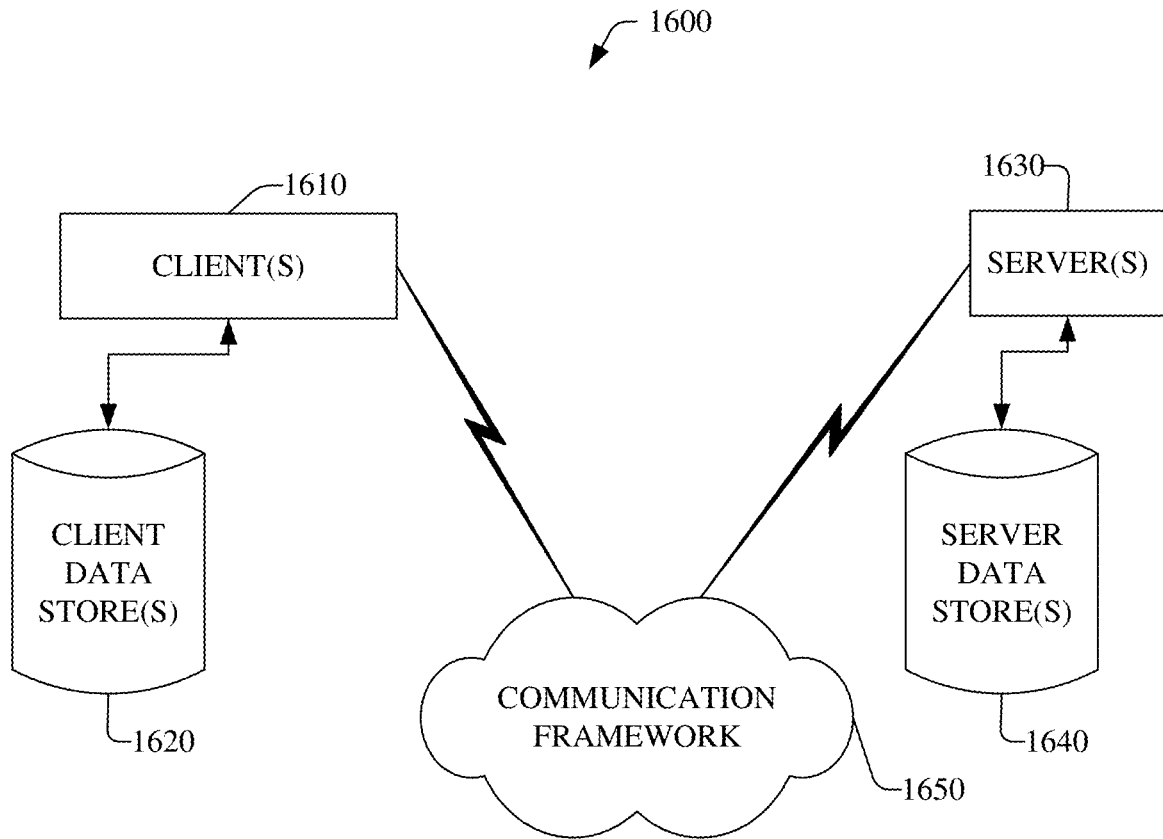 1600
1610
1630
CLIENT(S)
SERVER(S)
CLIENT
DATA
STORE(S)
SERVER
DATA
STORE(S)
COMMUNICATION
FRAMEWORK
1620
1640
1650